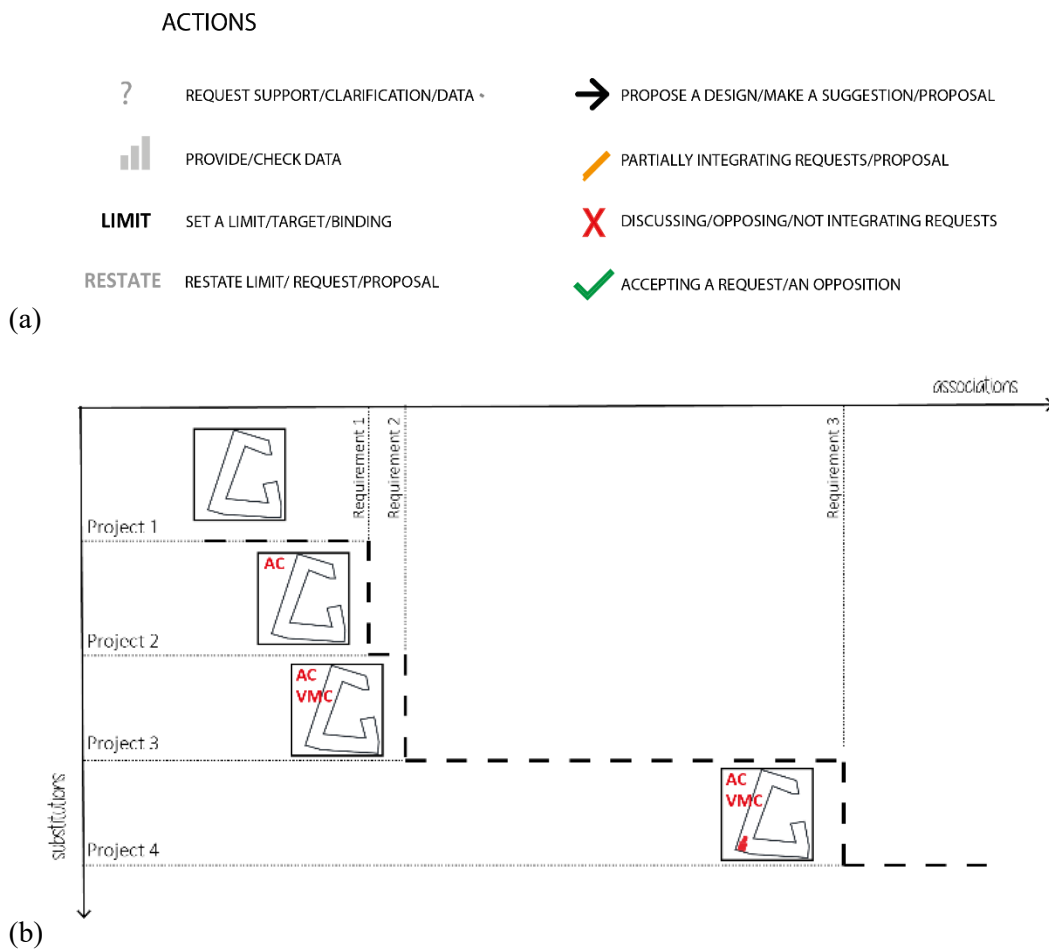 ACTIONS
? REQUEST SUPPORT/CLARIFICATION/DATA
PROVIDE/CHECK DATA
LIMIT SET A LIMIT/TARGET/BINDING
RESTATE RESTATE LIMIT/ REQUEST/PROPOSAL
PROPOSE A DESIGN/MAKE A SUGGESTION/PROPOSAL
PARTIALLY INTEGRATING REQUESTS/PROPOSAL
X DISCUSSING/OPPOSING/NOT INTEGRATING REQUESTS
ACCEPTING A REQUEST/AN OPPOSITION
(a)
associations
Requirement 1
Requirement 2
Requirement 3
Project 1
AC
Project 2
AC
VMC
Project 3
AC
VMC
Project 4
substitutions
(b)